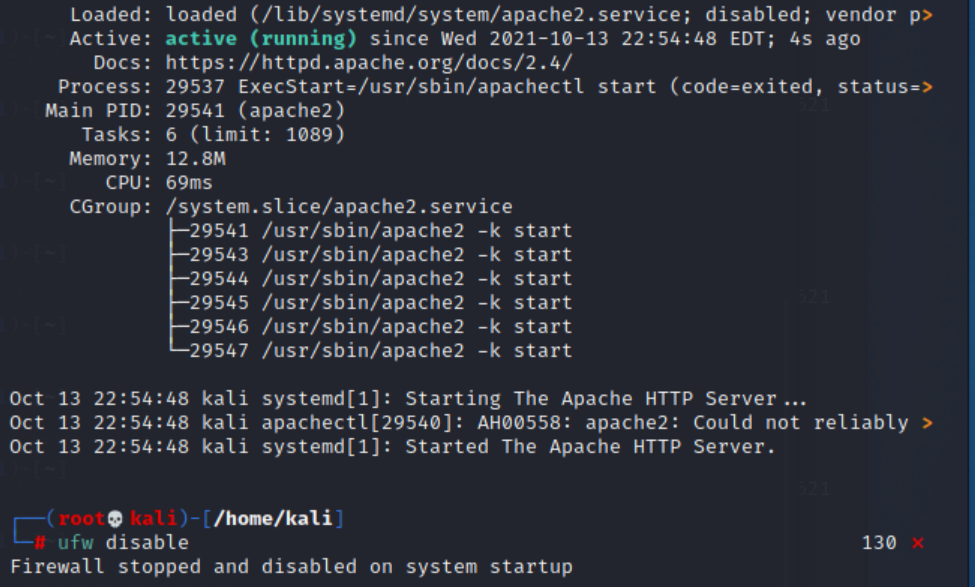 Loaded: loaded (/lib/systemd/system/apache2.service; disabled; vendor p>
Active: active (running) since Wed 2021-10-13 22:54:48 EDT; 4s ago
Docs: https://httpd.apache.org/docs/2.4/
Process: 29537 ExecStart=/usr/sbin/apachectl start (code=exited, status=>
Main PID: 29541 (apache2)
Tasks: 6 (limit: 1089)
Memory: 12.8M
CPU: 69ms
CGroup: /system.slice/apache2.service
├─29541 /usr/sbin/apache2 -k start
├─29543 /usr/sbin/apache2 -k start
├─29544 /usr/sbin/apache2 -k start
├─29545 /usr/sbin/apache2 -k start
├─29546 /usr/sbin/apache2 -k start
└─29547 /usr/sbin/apache2 -k start
Oct 13 22:54:48 kali systemd[1]: Starting The Apache HTTP Server...
Oct 13 22:54:48 kali apachectl[29540]: AH00558: apache2: Could not reliably >
Oct 13 22:54:48 kali systemd[1]: Started The Apache HTTP Server.
┌──(root💀kali)-[/home/kali]
└─# ufw disable 130 ⨯
Firewall stopped and disabled on system startup